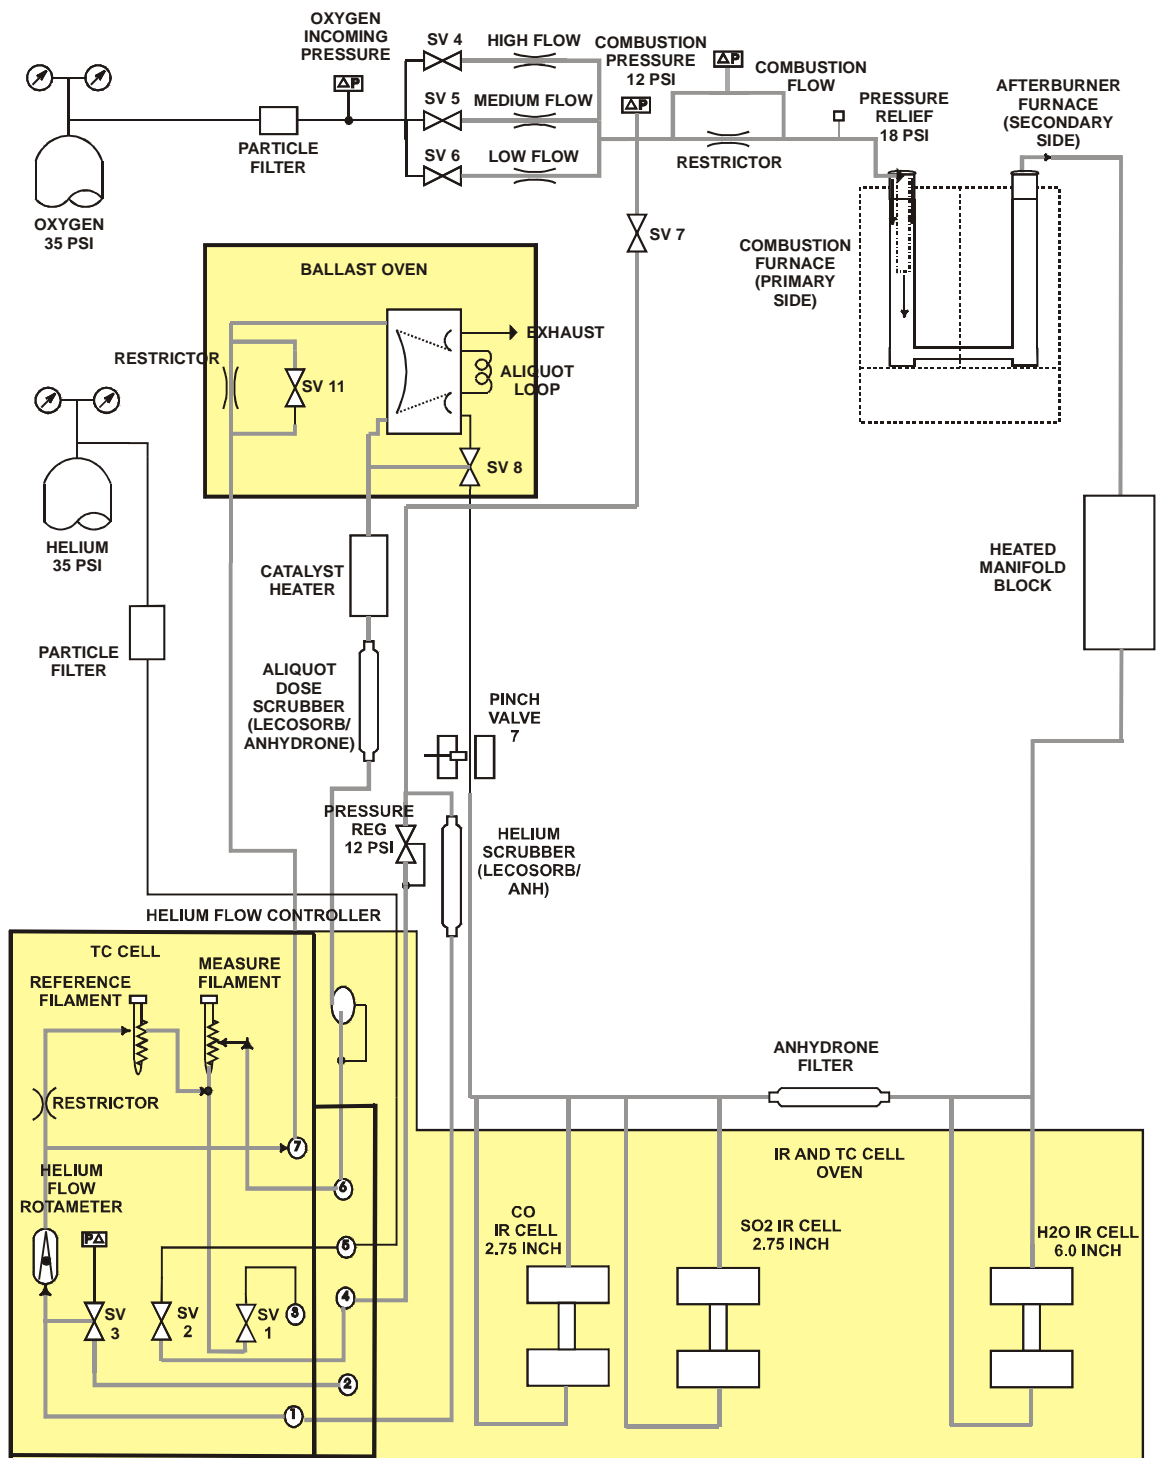 OXYGEN
INCOMING
PRESSURE
SV 4
HIGH FLOW
COMBUSTION
PRESSURE
12 PSI
△P
△P
△P
COMBUSTION
FLOW
PRESSURE
RELIEF
18 PSI
AFTERBURNER
FURNACE
(SECONDARY
SIDE)
SV 5
MEDIUM FLOW
PARTICLE
FILTER
SV 6
LOW FLOW
RESTRICTOR
OXYGEN
35 PSI
SV 7
COMBUSTION
FURNACE
(PRIMARY
SIDE)
BALLAST OVEN
EXHAUST
RESTRICTOR
SV 11
ALIQUOT
LOOP
SV 8
HELIUM
35 PSI
CATALYST
HEATER
HEATED
MANIFOLD
BLOCK
PARTICLE
FILTER
ALIQUOT
DOSE
SCRUBBER
(LECOSORB/
ANHYDRONE)
PINCH
VALVE
7
PRESSURE
REG
12 PSI
HELIUM
SCRUBBER
(LECOSORB/
ANH)
HELIUM FLOW CONTROLLER
TC CELL
REFERENCE
FILAMENT
MEASURE
FILAMENT
RESTRICTOR
ANHYDRONE
FILTER
7
IR AND TC CELL
OVEN
HELIUM
FLOW
ROTAMETER
6
P△
5
CO
IR CELL
2.75 INCH
SO2 IR CELL
2.75 INCH
H2O IR CELL
6.0 INCH
SV
3
SV
2
SV
1
3
4
2
1